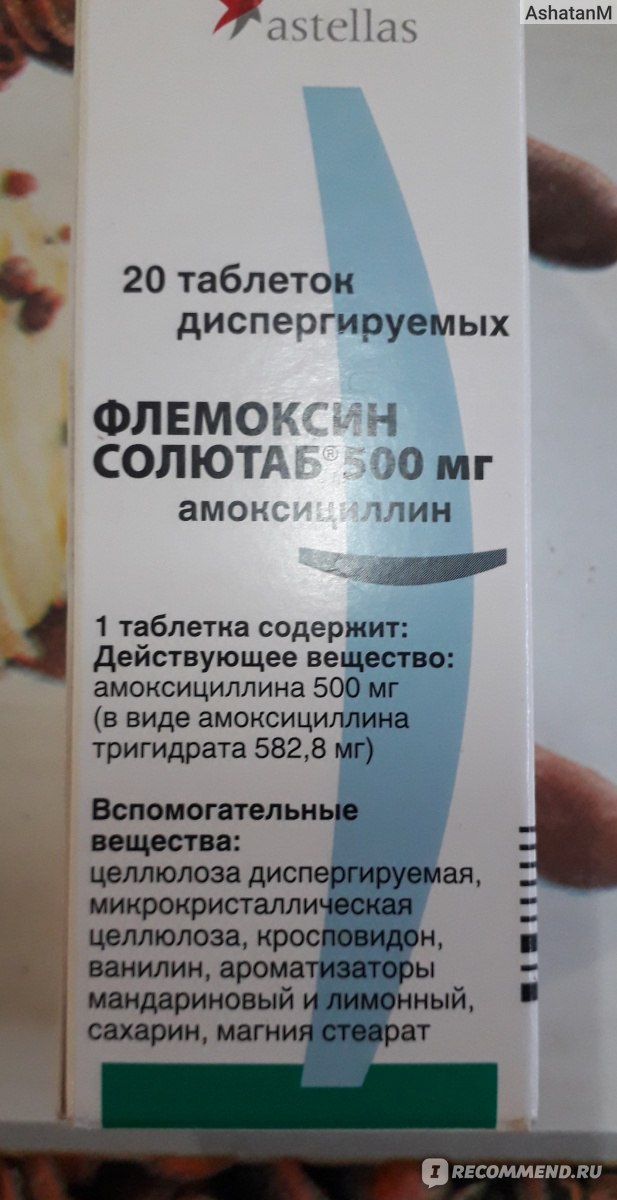 AshatanM
astellas
20 таблеток
диспергируемых
ФЛЕМОКСИН
СОЛЮТАБ® 500 мг
амоксициллин
1 таблетка содержит:
Действующее вещество:
амоксициллина 500 мг
(в виде амоксициллина
тригидрата 582,8 мг)
Вспомогательные
вещества:
целлюлоза диспергируемая,
микрокристаллическая
целлюлоза, кросповидон,
ванилин, ароматизаторы
мандариновый и лимонный,
сахарин, магния стеарат
I RECOMMEND.RU